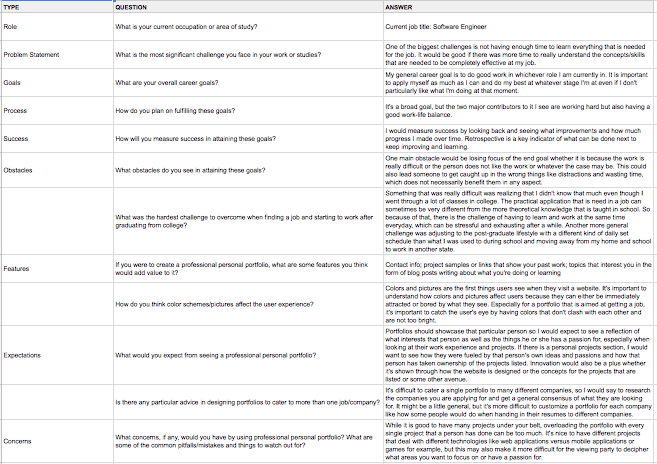 TYPE QUESTION ANSWER
Role What is your current occupation or area of study? Current job title: Software Engineer
Problem Statement What is the most significant challenge you face in your work or studies? One of the biggest challenges is not having enough time to learn everything that is needed
for the job. It would be good if there was more time to really understand the concepts/skills
that are needed to be completely effective at my job.
Goals What are your overall career goals? My general career goal is to do good work in whichever role I am currently in. It is important
to apply myself as much as I can and do my best at whatever stage I'm at even if I don't
particularly like what I'm doing at that moment.
Process How do you plan on fulfilling these goals? It's a broad goal, but the two major contributors to it I see are working hard but also having a
good work-life balance.
Success How will you measure success in attaining these goals? I would measure success by looking back and seeing what improvements and how much
progress I made over time. Retrospective is a key indicator of what can be done next to
keep improving and learning.
Obstacles What obstacles do you see in attaining these goals? One main obstacle would be losing focus of the end goal whether it is because the work is
really difficult or the person does not like the work or whatever the case may be. This could
also lead someone to get caught up in the wrong things like distractions and wasting time,
which does not necessarily benefit them in any aspect.
What was the hardest challenge to overcome when finding a job and starting to work after
graduating from college?
Something that was really difficult was realizing that I didn't know that much even though I
went through a lot of classes in college. The practical application that is need in a job can
sometimes be very different from the more theoretical knowledge that is taught in school. So
because of that, there is the challenge of having to learn and work at the same time
everyday, which can be stressful and exhausting after a while. Another more general
challenge was adjusting to the post-graduate lifestyle with a different kind of daily set
schedule than what I was used to during school and moving away from my home and school
to work in another state.
Features If you were to create a professional personal portfolio, what are some features you think
would add value to it?
Contact info; project samples or links that show your past work; topics that interest you in the
form of blog posts writing about what you're doing or learning
How do you think color schemes/pictures affect the user experience? Colors and pictures are the first things users see when they visit a website. It's important to
understand how colors and pictures affect users because they can either be immediately
attracted or bored by what they see. Especially for a portfolio that is aimed at getting a job,
it's important to catch the user's eye by having colors that don't clash with each other and
are not too bright.
Expectations What would you expect from seeing a professional personal portfolio? Portfolios should showcase that particular person so I would expect to see a reflection of
what interests that person as well as the things he or she has a passion for, especially when
looking at their work experience and projects. If there is a personal projects section, I would
want to see how they were fueled by that person's own ideas and passions and how that
person has taken ownership of the projects listed. Innovation would also be a plus whether
it's shown through how the website is designed or the concepts for the projects that are
listed or some other avenue.
Is there any particular advice in designing portfolios to cater to more than one job/company? It's difficult to cater a single portfolio to many different companies, so I would say to research
the companies you are applying for and get a general consensus of what they are looking
for. It might be a little general, but it's more difficult to customize a portfolio for each company
like how some people would do when handing in their resumes to different companies.
Concerns What concerns, if any, would you have by using professional personal portfolio? What are
some of the common pitfalls/mistakes and things to watch out for?
While it is good to have many projects under your belt, overloading the portfolio with every
single project that a person has done can be too much. It's nice to have different projects
that deal with different technologies like web applications versus mobile applications or
games for example, but this may also make it more difficult for the viewing party to decipher
what areas you want to focus on or have a passion for.